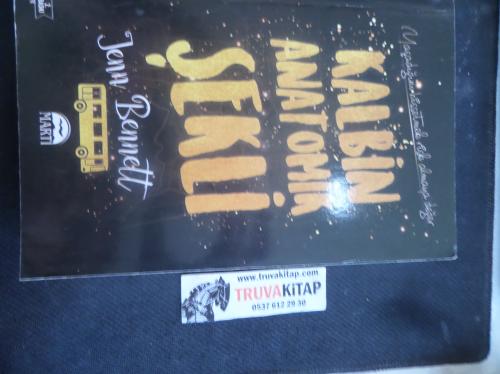 KALBİN
ANATOMİK
ŞEKLİ
Jenn Bennett
MARTI
www.truvakitap.com
TRUVAKİTAP
0537 612 29 30